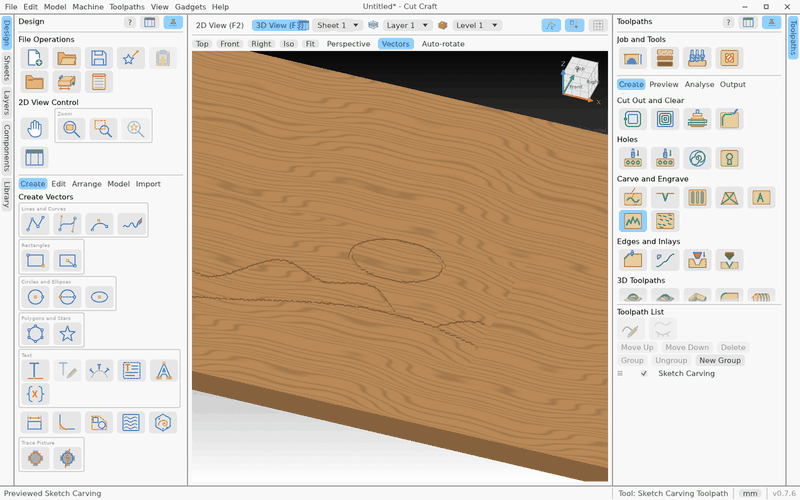 Untitled* - Cut Craft
File Edit Model Machine Toolpaths View Gadgets Help
Design
Sheets
Layers
Components
Library
Design ?
File Operations
2D View Control
Zoom
Create Edit Arrange Model Import
Create Vectors
Lines and Curves
Rectangles
Circles and Ellipses
Polygons and Stars
Text
Trace Picture
2D View (F2) 3D View (F3) Sheet 1 Layer 1 Level 1
Top Front Right Iso Fit Perspective Vectors Auto-rotate
Z
Front
X
Toolpaths ?
Job and Tools
Create Preview Analyse Output
Cut Out and Clear
Holes
Carve and Engrave
Edges and Inlays
3D Toolpaths
Toolpath List
Move Up Move Down Delete
Group Ungroup New Group
Sketch Carving
Toolpaths
Previewed Sketch Carving
Tool: Sketch Carving Toolpath mm v0.7.6